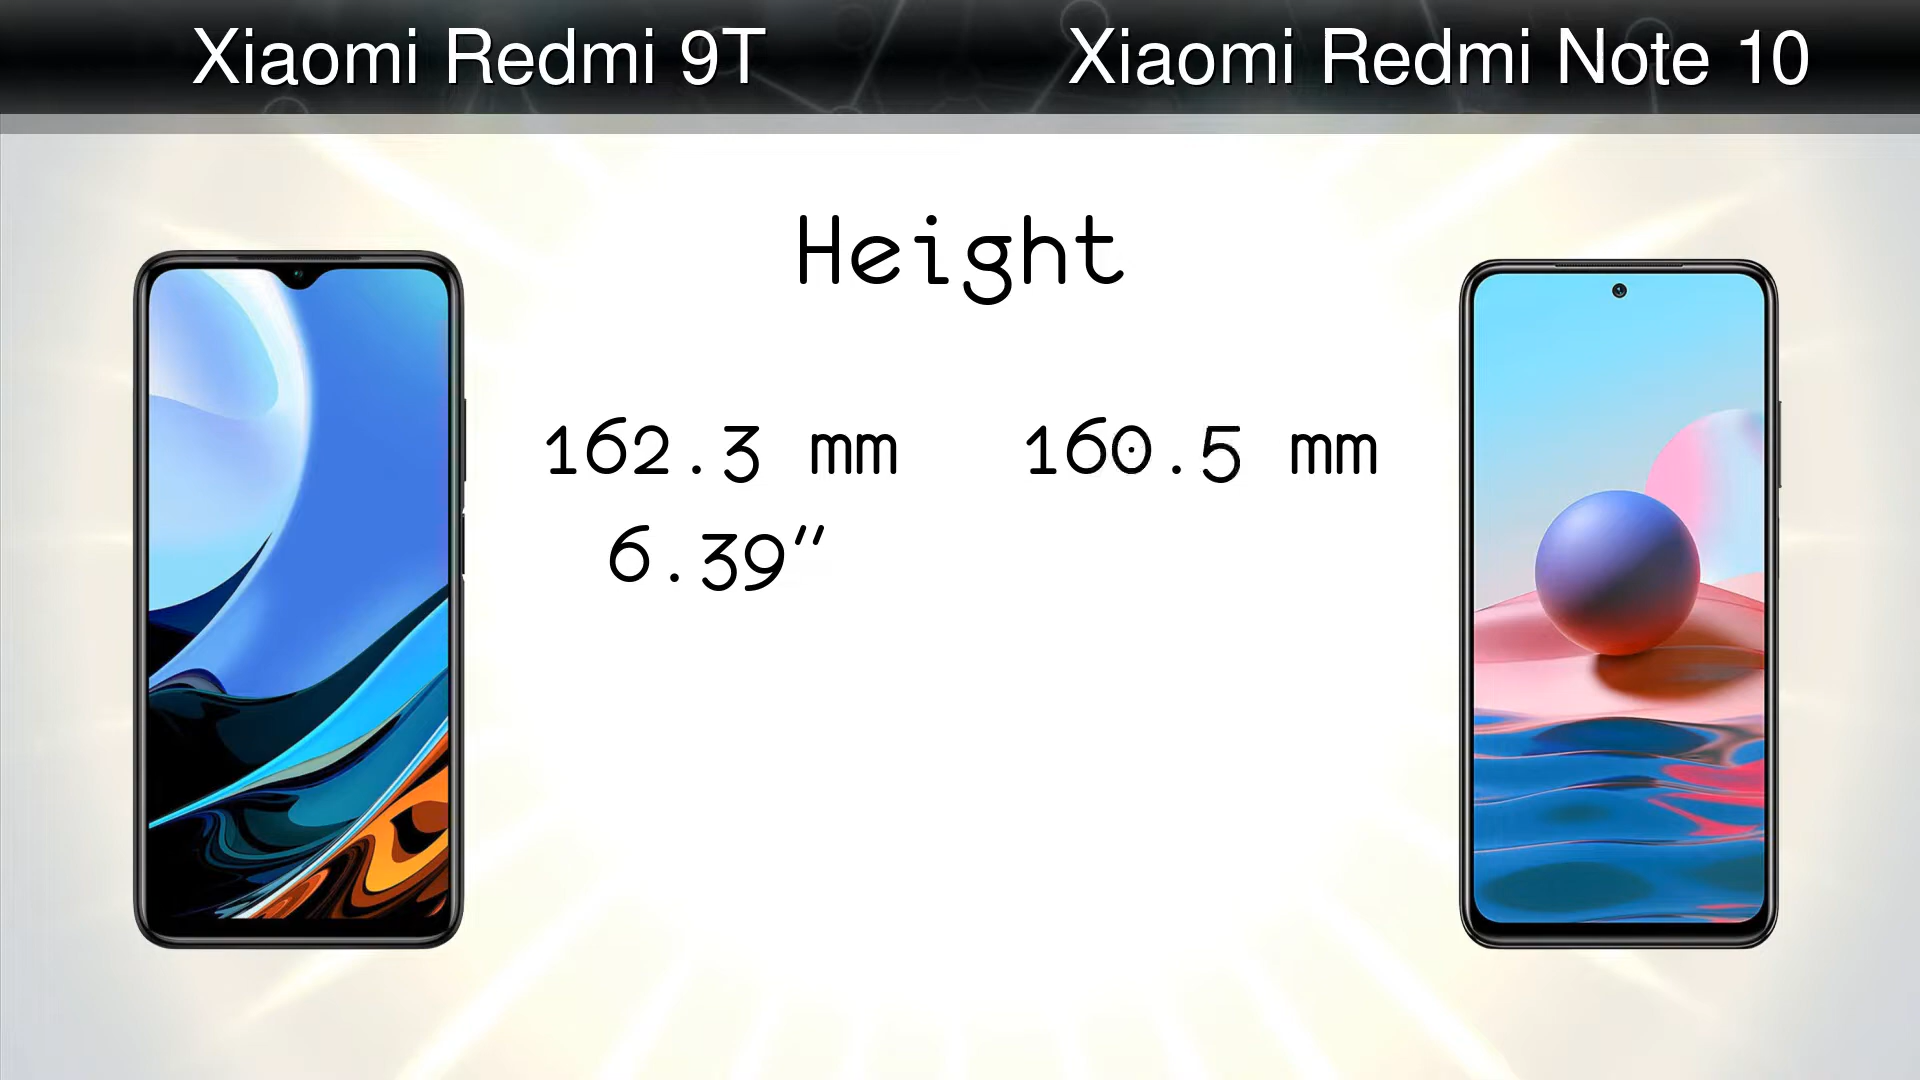 Xiaomi Redmi 9T
Xiaomi Redmi Note 10
Height
162.3 mm
160.5 mm
6.39″